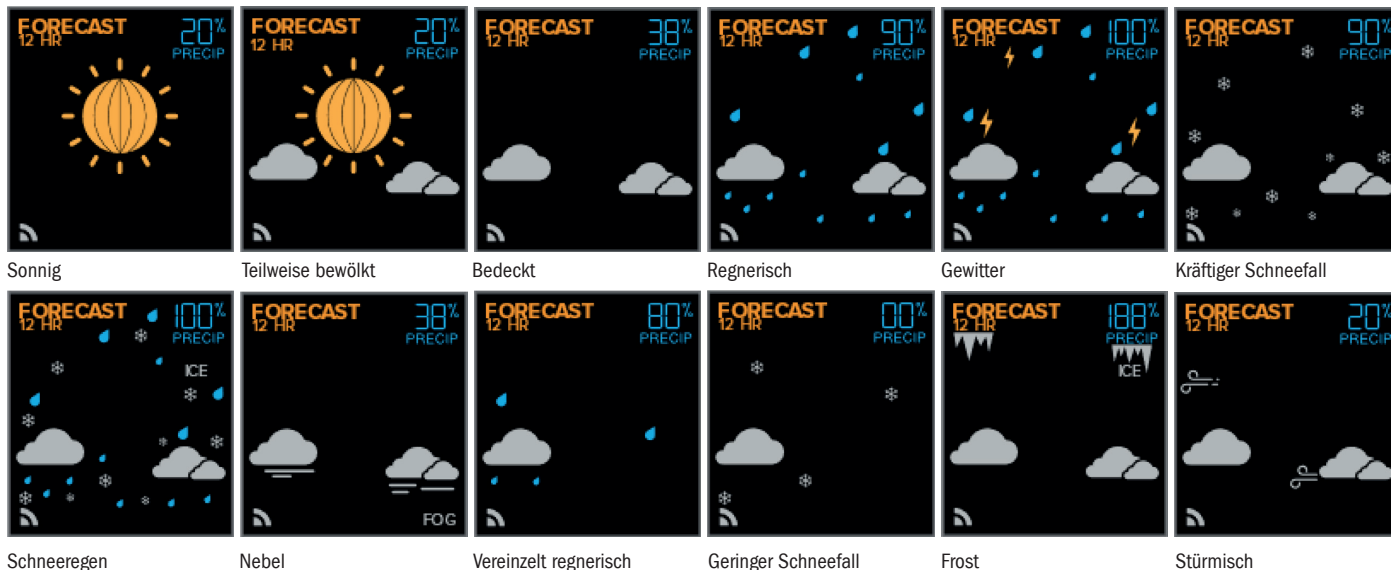 FORECAST 20%
12 HR PRECIP
FORECAST 20%
12 HR PRECIP
FORECAST 38%
12 HR PRECIP
FORECAST 90%
12 HR PRECIP
FORECAST 100%
12 HR PRECIP
FORECAST 90%
12 HR PRECIP
Sonnig
Teilweise bewölkt
Bedeckt
Regnerisch
Gewitter
Kräftiger Schneefall
FORECAST 100%
12 HR PRECIP
ICE
FORECAST 38%
12 HR PRECIP
FOG
FORECAST 80%
12 HR PRECIP
FORECAST 00%
12 HR PRECIP
FORECAST 188%
12 HR PRECIP
ICE
FORECAST 20%
12 HR PRECIP
Schneeregen
Nebel
Vereinzelt regnerisch
Geringer Schneefall
Frost
Stürmisch